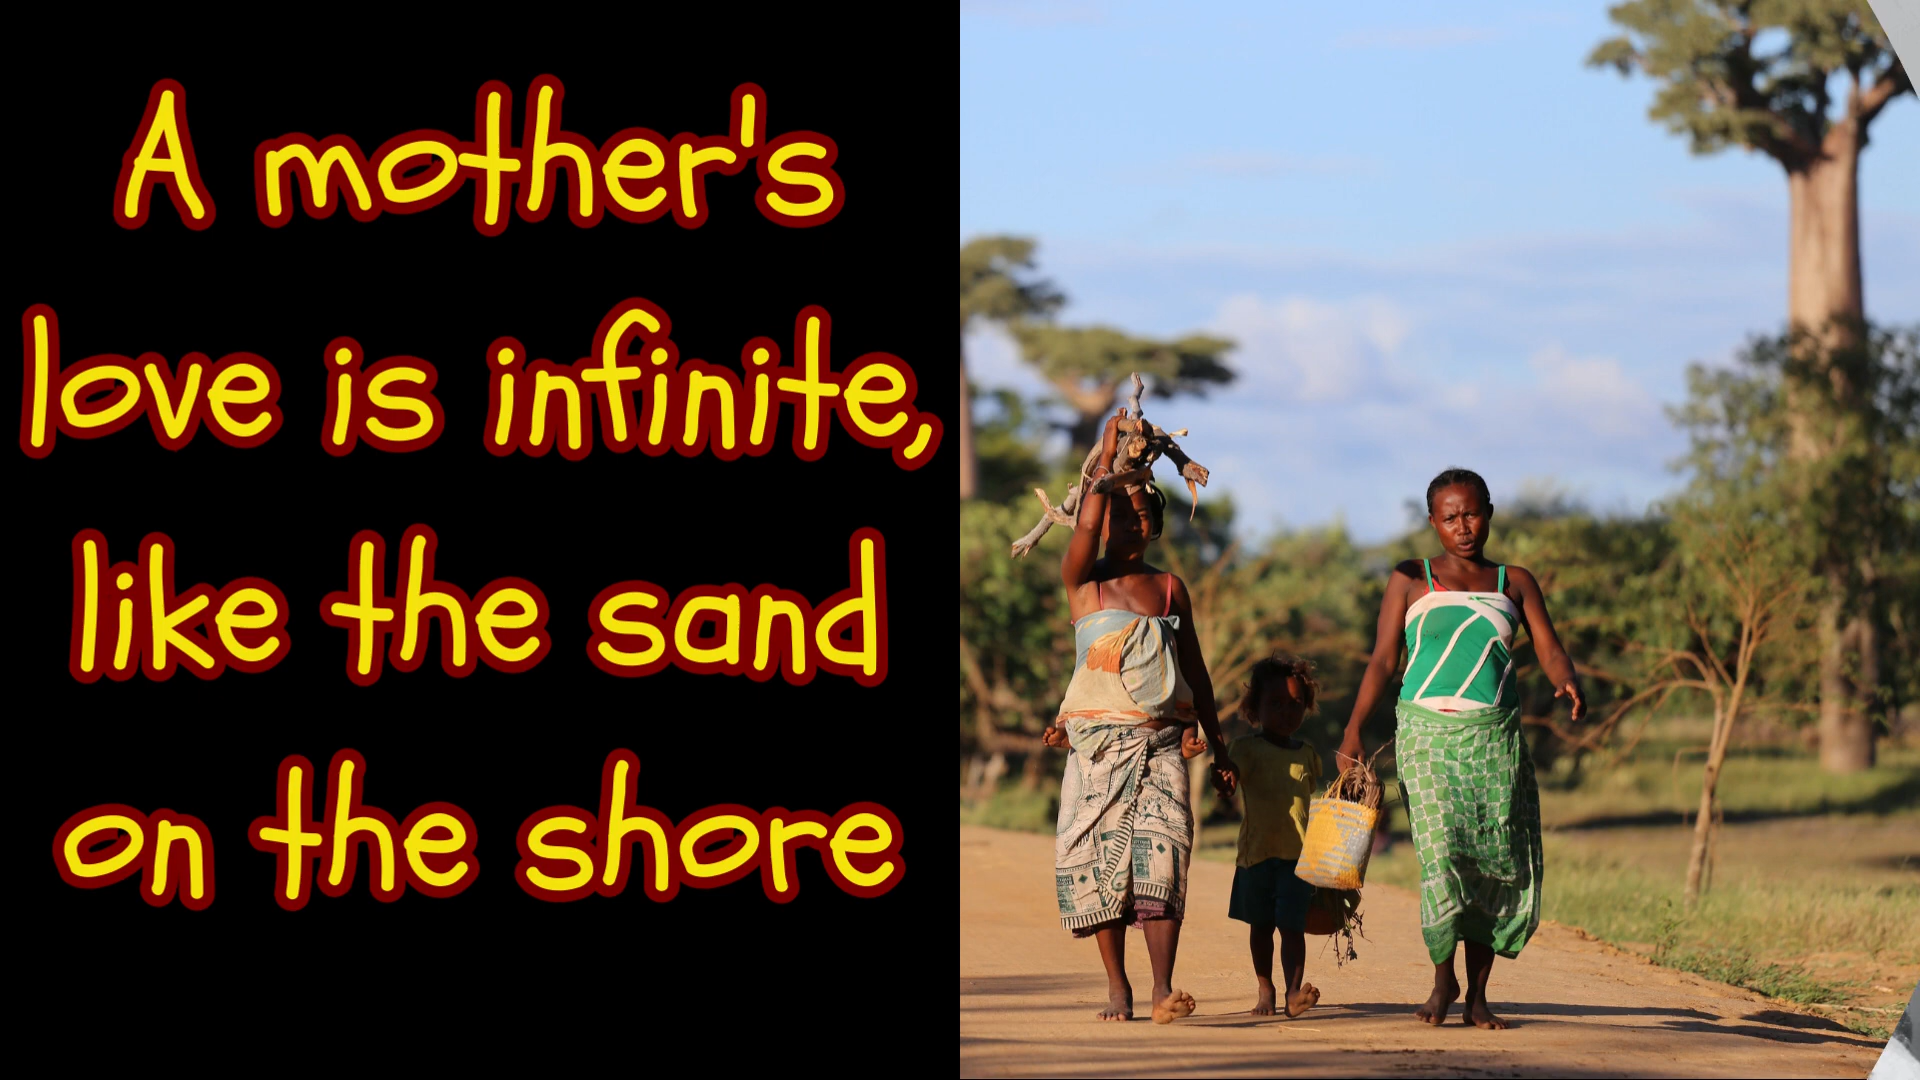 A mother's
love is infinite,
like the sand
on the shore